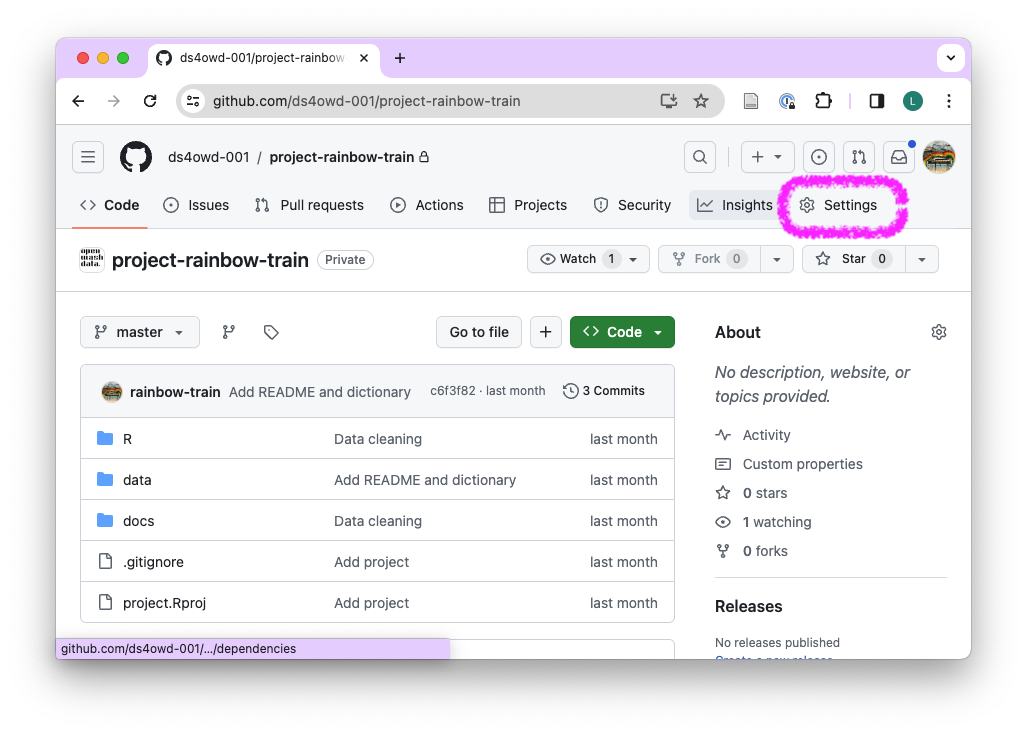 ds4owd-001/project-rainbow
github.com/ds4owd-001/project-rainbow-train
L
ds4owd-001 / project-rainbow-train
Code Issues Pull requests Actions Projects Security Insights Settings
open wash data. project-rainbow-train Private Watch 1 Fork 0 Star 0
master Go to file Code About
No description, website, or
topics provided.
rainbow-train Add README and dictionary c6f3f82 · last month 3 Commits
R Data cleaning last month
data Add README and dictionary last month
docs Data cleaning last month
.gitignore Add project last month
project.Rproj Add project last month
Activity
Custom properties
0 stars
1 watching
0 forks
Releases
No releases published
Create a new release
github.com/ds4owd-001/.../dependencies